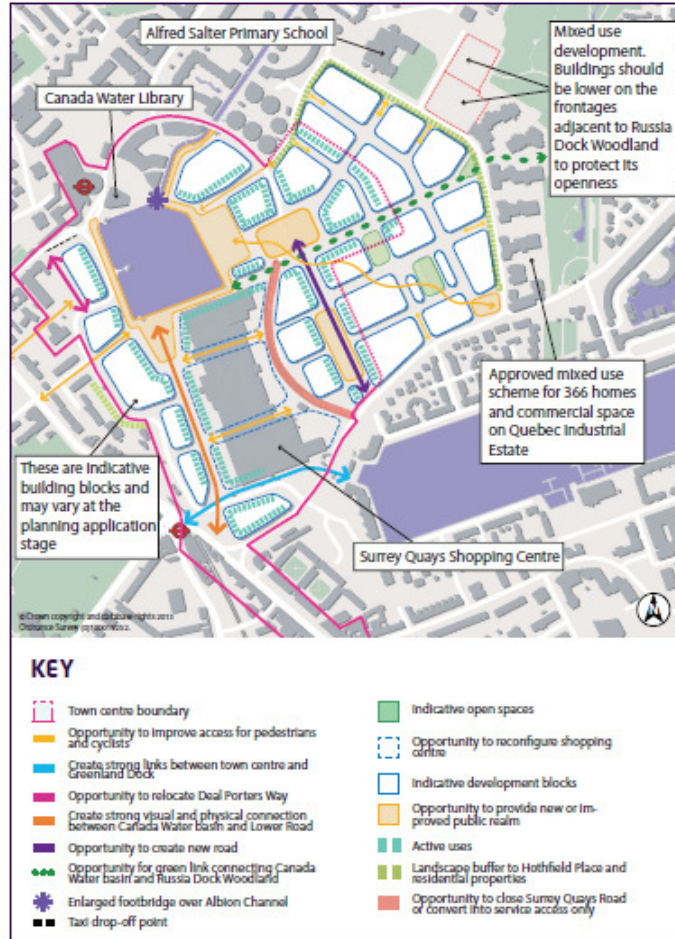 Alfred Salter Primary School
Canada Water Library
Mixed use
development.
Buildings should
be lower on the
frontages
adjacent to Russia
Dock Woodland
to protect its
openness
Approved mixed use
scheme for 366 homes
and commercial space
on Quebec Industrial
Estate
These are indicative
building blocks and
may vary at the
planning application
stage
Surrey Quays Shopping Centre
© Crown copyright and database rights
Ordnance Survey
N
KEY
Town centre boundary
Opportunity to improve access for pedestrians
and cyclists
Create strong links between town centre and
Greenland Dock
Opportunity to relocate Deal Porters Way
Create strong visual and physical connection
between Canada Water basin and Lower Road
Opportunity to create new road
Opportunity for green link connecting Canada
Water basin and Russia Dock Woodland
Enlarged footbridge over Albion Channel
Taxi drop-off point
Indicative open spaces
Opportunity to reconfigure shopping
centre
Indicative development blocks
Opportunity to provide new or im-
proved public realm
Active uses
Landscape buffer to Hothfield Place and
residential properties
Opportunity to close Surrey Quays Road
or convert into service access only